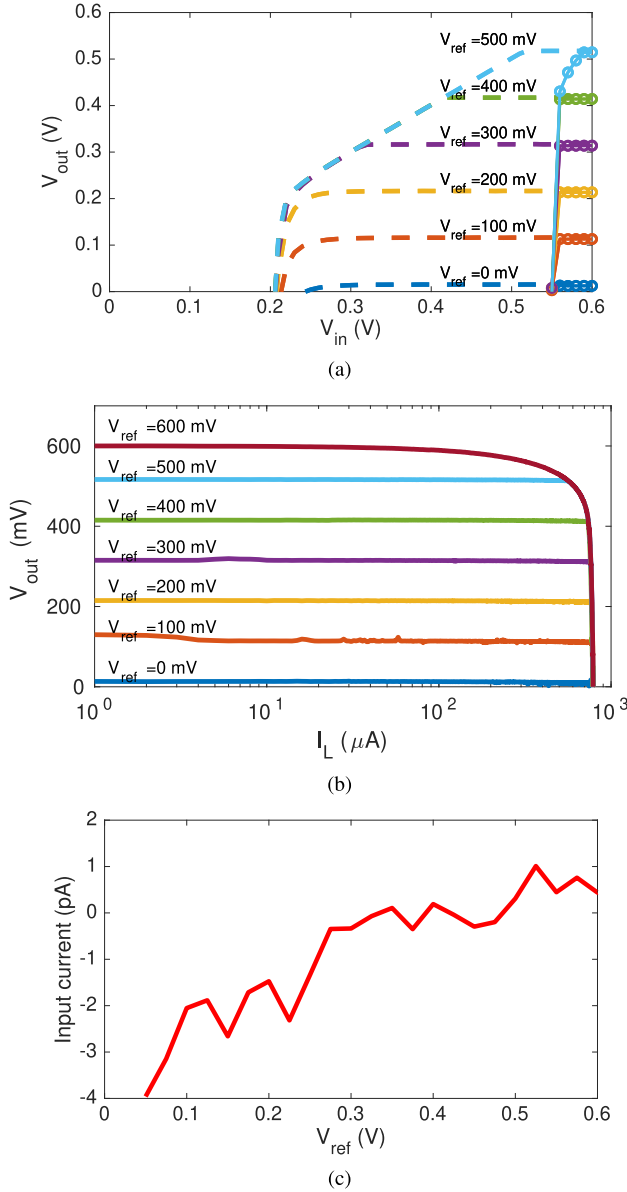 V_out (V)
0.5
0.4
0.3
0.2
0.1
0
V_ref =500 mV
V_ref =400 mV
V_ref =300 mV
V_ref =200 mV
V_ref =100 mV
V_ref =0 mV
0 0.1 0.2 0.3 0.4 0.5 0.6
V_in (V)
(a)
V_out (mV)
600
400
200
0
V_ref =600 mV
V_ref =500 mV
V_ref =400 mV
V_ref =300 mV
V_ref =200 mV
V_ref =100 mV
V_ref =0 mV
10^0 10^1 10^2 10^3
I_L (μA)
(b)
Input current (pA)
2
1
0
-1
-2
-3
-4
0 0.1 0.2 0.3 0.4 0.5 0.6
V_ref (V)
(c)